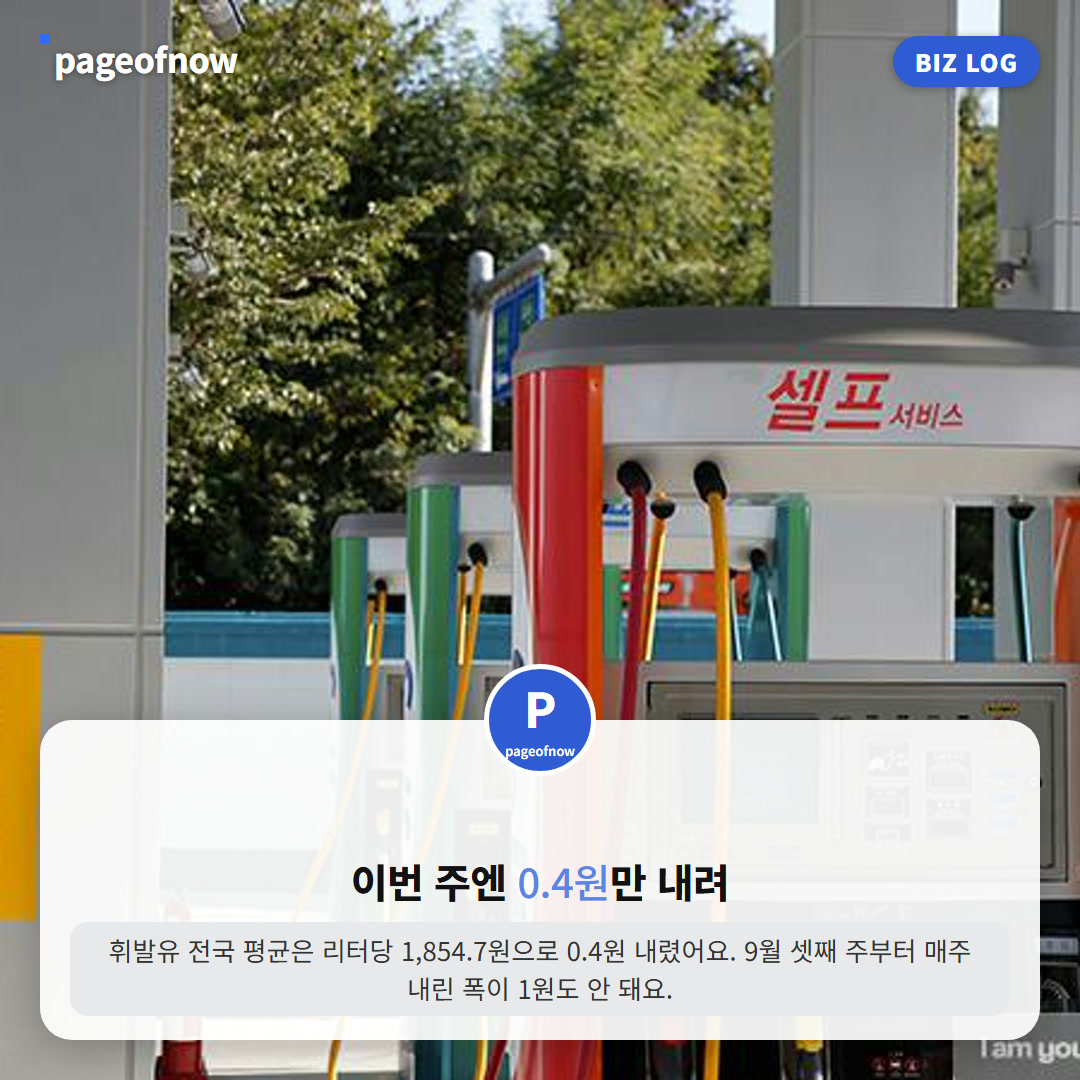 pageofnow
BIZ LOG
셀프 서비스
P
pageofnow
이번 주엔 0.4원만 내려
휘발유 전국 평균은 리터당 1,854.7원으로 0.4원 내렸어요. 9월 셋째 주부터 매주
내린 폭이 1원도 안 돼요.
I am you